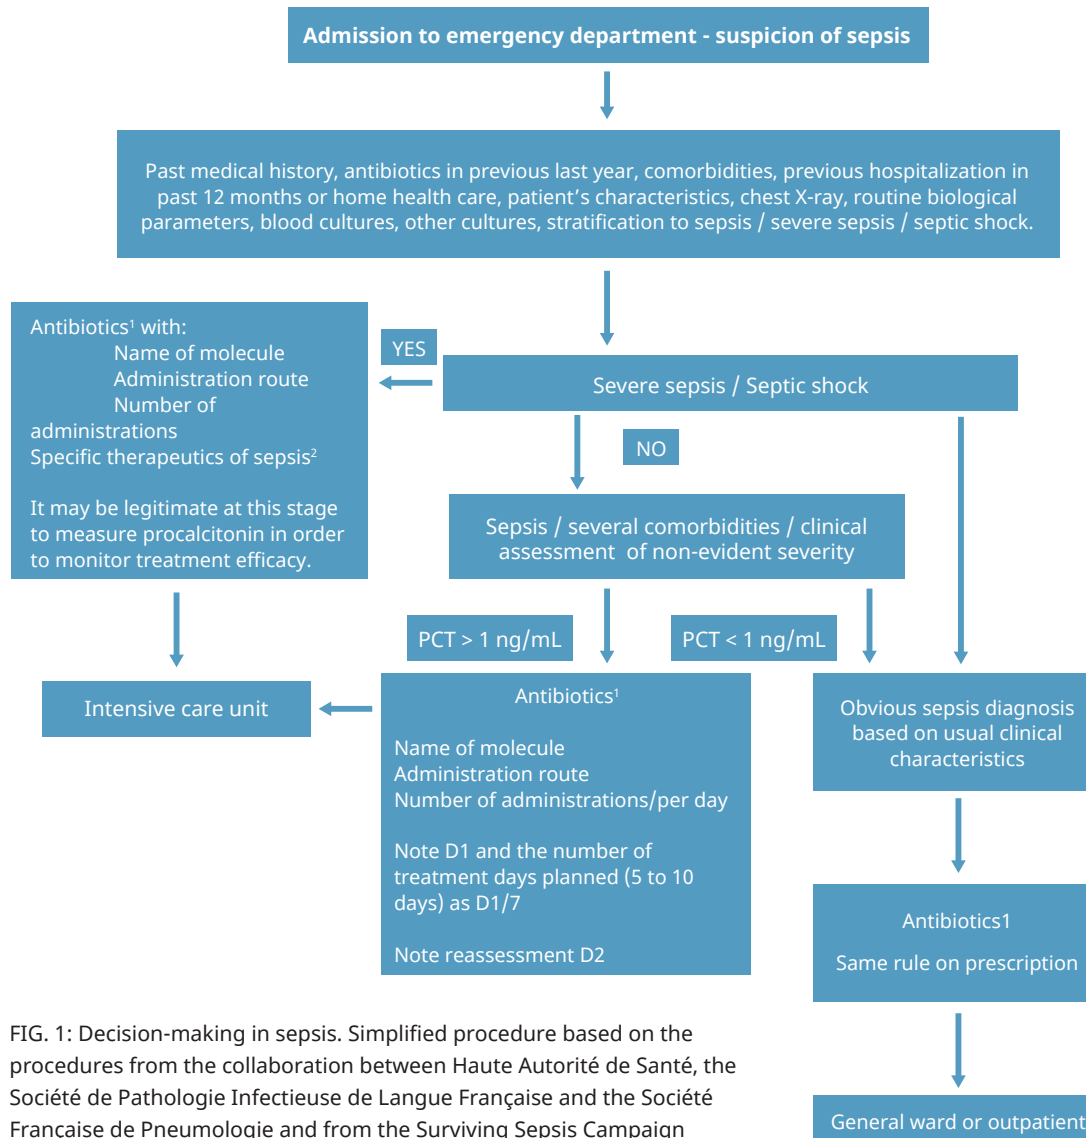 Admission to emergency department - suspicion of sepsis
Past medical history, antibiotics in previous last year, comorbidities, previous hospitalization in
past 12 months or home health care, patient's characteristics, chest X-ray, routine biological
parameters, blood cultures, other cultures, stratification to sepsis / severe sepsis / septic shock.
Antibiotics¹ with:
Name of molecule
Administration route
Number of
administrations
Specific therapeutics of sepsis²
It may be legitimate at this stage
to measure procalcitonin in order
to monitor treatment efficacy.
YES
Severe sepsis / Septic shock
NO
Sepsis / several comorbidities / clinical
assessment of non-evident severity
PCT > 1 ng/mL
PCT < 1 ng/mL
Intensive care unit
Antibiotics¹
Name of molecule
Administration route
Number of administrations/per day
Note D1 and the number of
treatment days planned (5 to 10
days) as D1/7
Note reassessment D2
Obvious sepsis diagnosis
based on usual clinical
characteristics
Antibiotics1
Same rule on prescription
General ward or outpatient
FIG. 1: Decision-making in sepsis. Simplified procedure based on the
procedures from the collaboration between Haute Autorité de Santé, the
Société de Pathologie Infectieuse de Langue Française and the Société
Française de Pneumologie and from the Surviving Sepsis Campaign